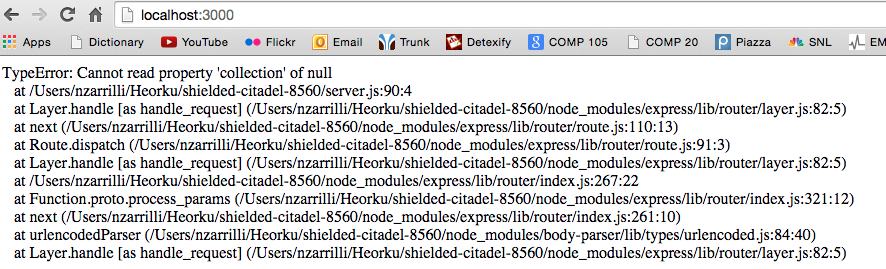 localhost:3000
Apps Dictionary YouTube Flickr Email Trunk Detexify COMP 105 COMP 20 Piazza SNL EM
TypeError: Cannot read property 'collection' of null
at /Users/nzarrilli/Heorku/shielded-citadel-8560/server.js:90:4
at Layer.handle [as handle_request] (/Users/nzarrilli/Heorku/shielded-citadel-8560/node_modules/express/lib/router/layer.js:82:5)
at next (/Users/nzarrilli/Heorku/shielded-citadel-8560/node_modules/express/lib/router/route.js:110:13)
at Route.dispatch (/Users/nzarrilli/Heorku/shielded-citadel-8560/node_modules/express/lib/router/route.js:91:3)
at Layer.handle [as handle_request] (/Users/nzarrilli/Heorku/shielded-citadel-8560/node_modules/express/lib/router/layer.js:82:5)
at /Users/nzarrilli/Heorku/shielded-citadel-8560/node_modules/express/lib/router/index.js:267:22
at Function.proto.process_params (/Users/nzarrilli/Heorku/shielded-citadel-8560/node_modules/express/lib/router/index.js:321:12)
at next (/Users/nzarrilli/Heorku/shielded-citadel-8560/node_modules/express/lib/router/index.js:261:10)
at urlencodedParser (/Users/nzarrilli/Heorku/shielded-citadel-8560/node_modules/body-parser/lib/types/urlencoded.js:84:40)
at Layer.handle [as handle_request] (/Users/nzarrilli/Heorku/shielded-citadel-8560/node_modules/express/lib/router/layer.js:82:5)